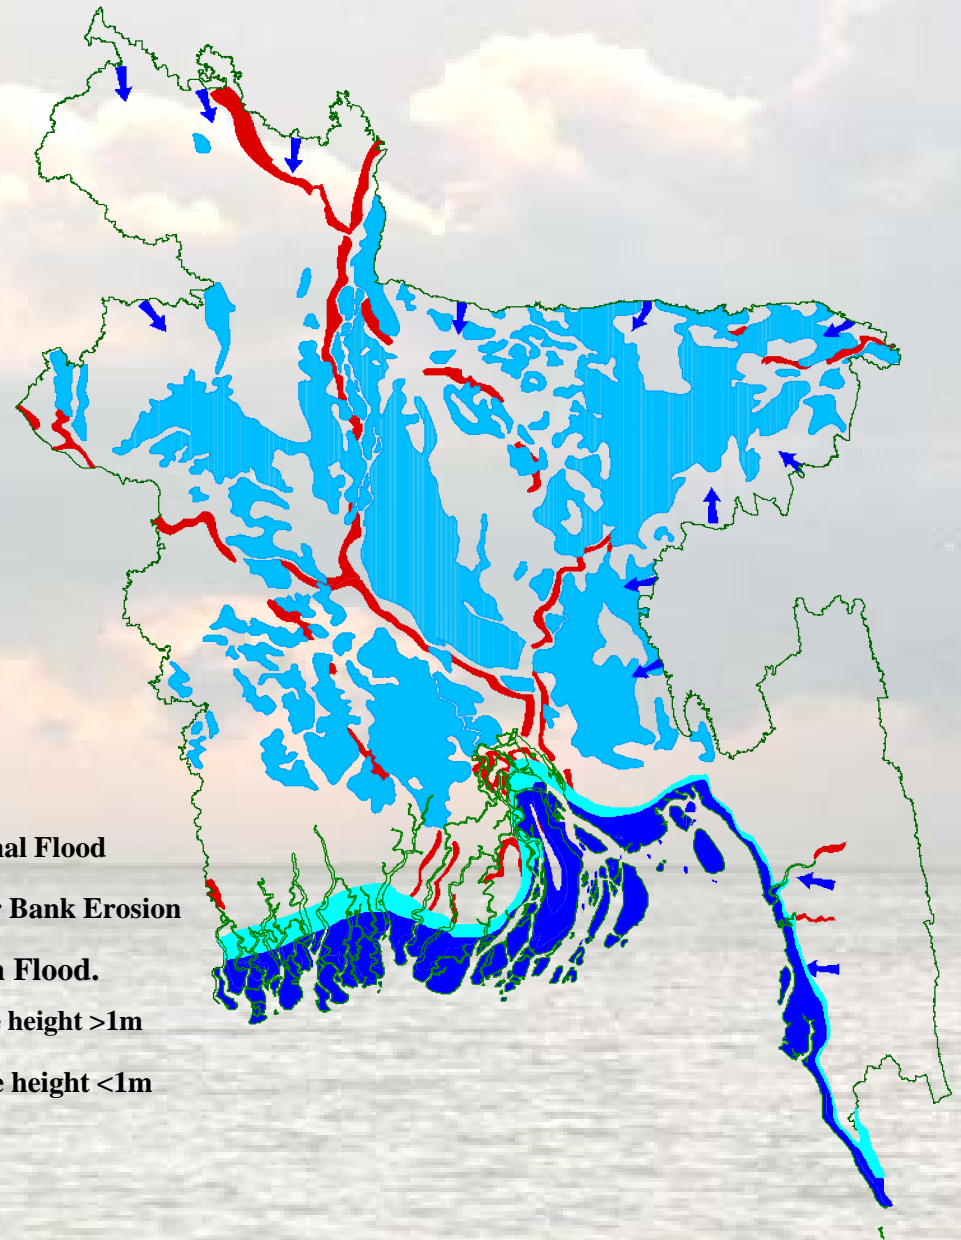 nal Flood
r Bank Erosion
h Flood.
e height >1m
e height <1m